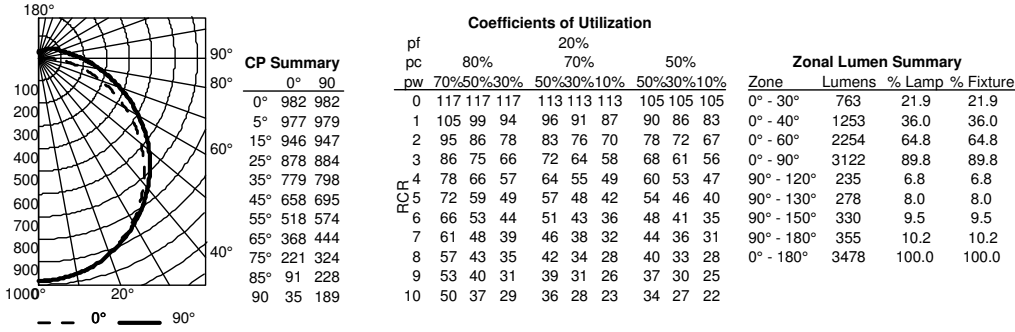 180°
90°
80°
60°
40°
100
200
300
400
500
600
700
800
900
1000
0°
20°
0° 90°
CP Summary
0° 90
0° 982 982
5° 977 979
15° 946 947
25° 878 884
35° 779 798
45° 658 695
55° 518 574
65° 368 444
75° 221 324
85° 91 228
90 35 189
Coefficients of Utilization
pf 20%
pc 80% 70% 50%
pw 70%50%30% 50%30%10% 50%30%10%
RCR
0 117 117 117 113 113 113 105 105 105
1 105 99 94 96 91 87 90 86 83
2 95 86 78 83 76 70 78 72 67
3 86 75 66 72 64 58 68 61 56
4 78 66 57 64 55 49 60 53 47
5 72 59 49 57 48 42 54 46 40
6 66 53 44 51 43 36 48 41 35
7 61 48 39 46 38 32 44 36 31
8 57 43 35 42 34 28 40 33 28
9 53 40 31 39 31 26 37 30 25
10 50 37 29 36 28 23 34 27 22
Zonal Lumen Summary
Zone Lumens % Lamp % Fixture
0° - 30° 763 21.9 21.9
0° - 40° 1253 36.0 36.0
0° - 60° 2254 64.8 64.8
0° - 90° 3122 89.8 89.8
90° - 120° 235 6.8 6.8
90° - 130° 278 8.0 8.0
90° - 150° 330 9.5 9.5
90° - 180° 355 10.2 10.2
0° - 180° 3478 100.0 100.0